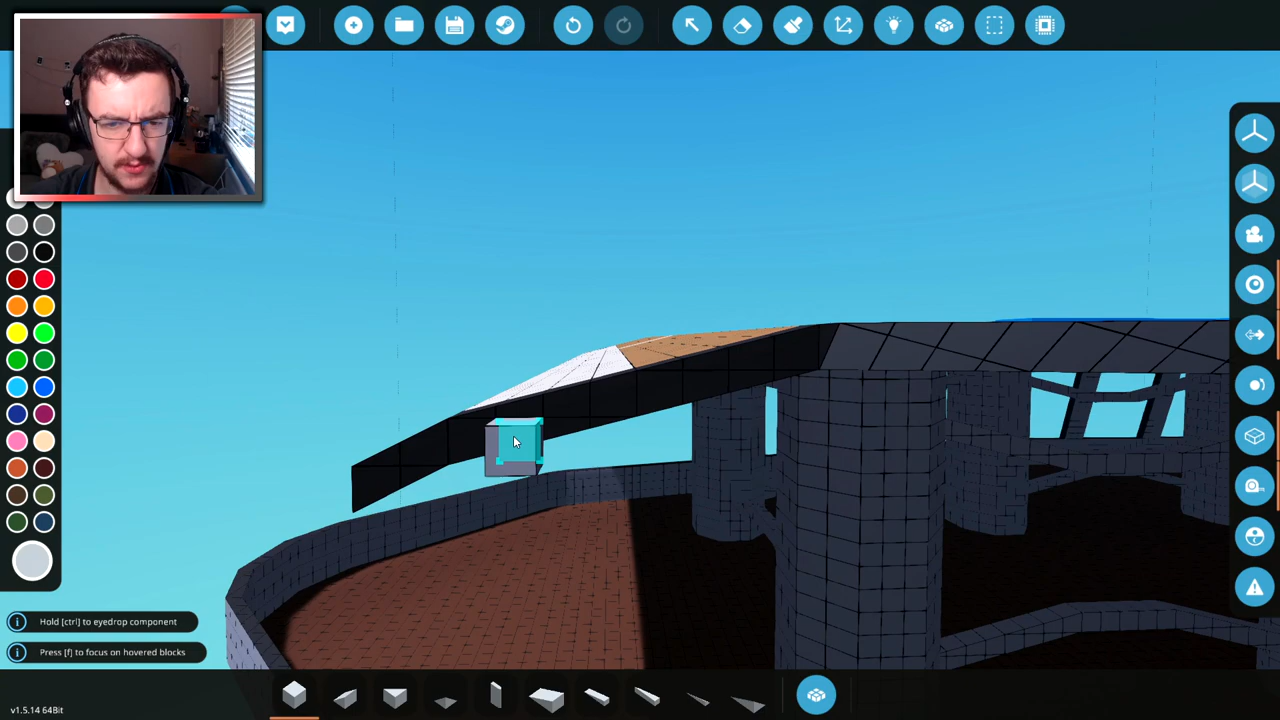 Hold [ctrl] to eyedrop component
Press [f] to focus on hovered blocks
v1.5.14 64Bit